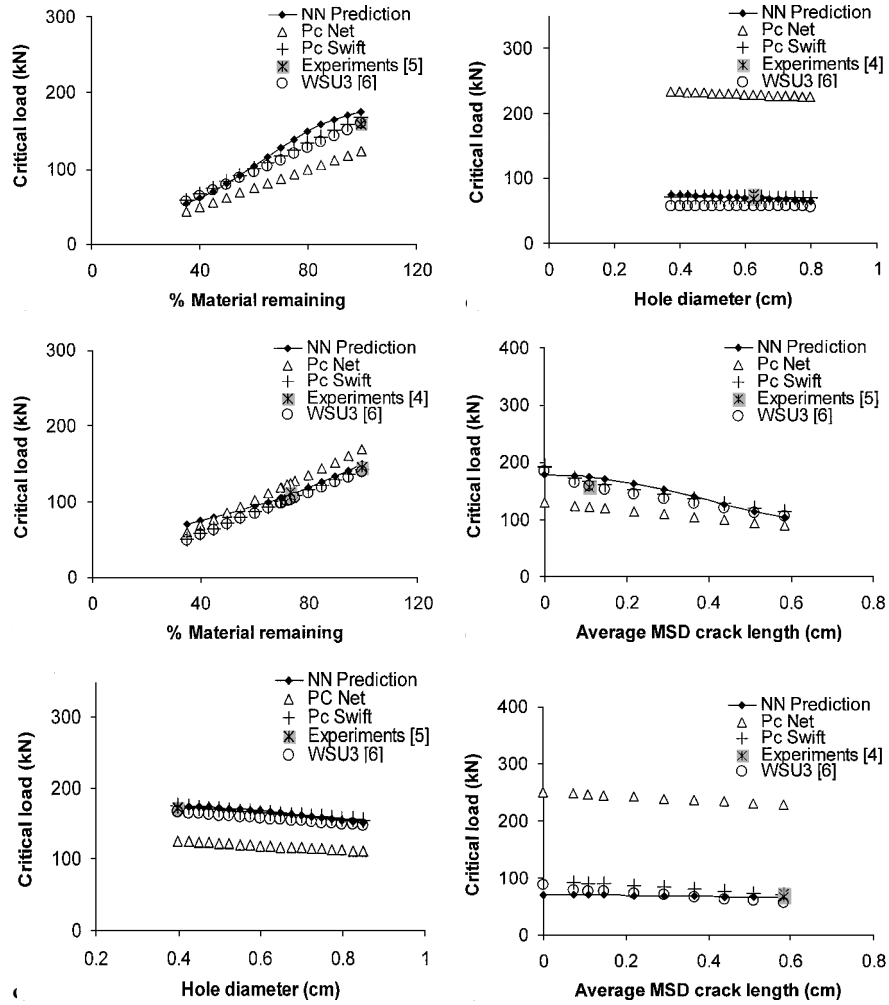 NN Prediction
Pc Net
Pc Swift
Experiments [5]
WSU3 [6]
Critical load (kN)
300
200
100
0
0
40
80
120
% Material remaining
NN Prediction
Pc Net
Pc Swift
Experiments [4]
WSU3 [6]
Critical load (kN)
300
200
100
0
0
0.2
0.4
0.6
0.8
1
Hole diameter (cm)
NN Prediction
Pc Net
Pc Swift
Experiments [4]
WSU3 [6]
Critical load (kN)
300
200
100
0
0
40
80
120
% Material remaining
NN Prediction
Pc Net
Pc Swift
Experiments [5]
WSU3 [6]
Critical load (kN)
400
300
200
100
0
0
0.2
0.4
0.6
0.8
Average MSD crack length (cm)
NN Prediction
PC Net
Pc Swift
Experiments [5]
WSU3 [6]
Critical load (kN)
300
200
100
0
0.2
0.4
0.6
0.8
1
Hole diameter (cm)
NN Prediction
Pc Net
Pc Swift
Experiments [4]
WSU3 [6]
Critical load (kN)
400
300
200
100
0
0
0.2
0.4
0.6
0.8
Average MSD crack length (cm)